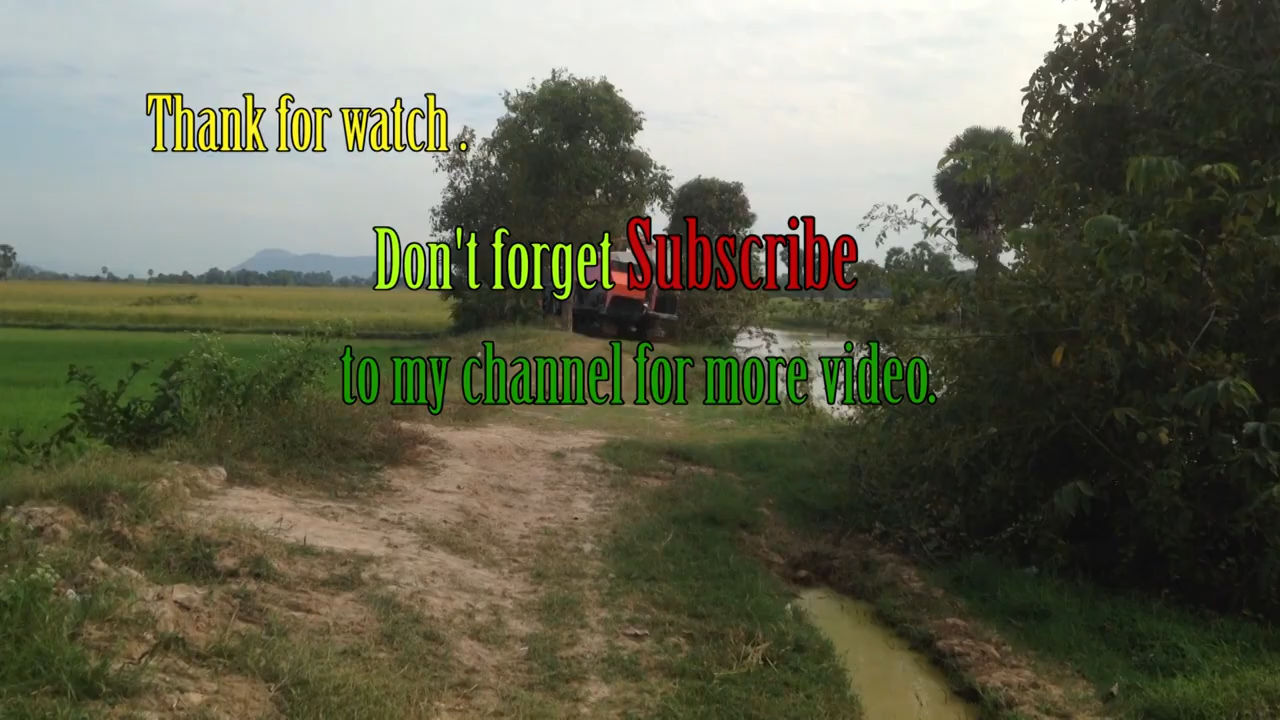 Thank for watch .
Don't forget Subscribe
to my channel for more video.